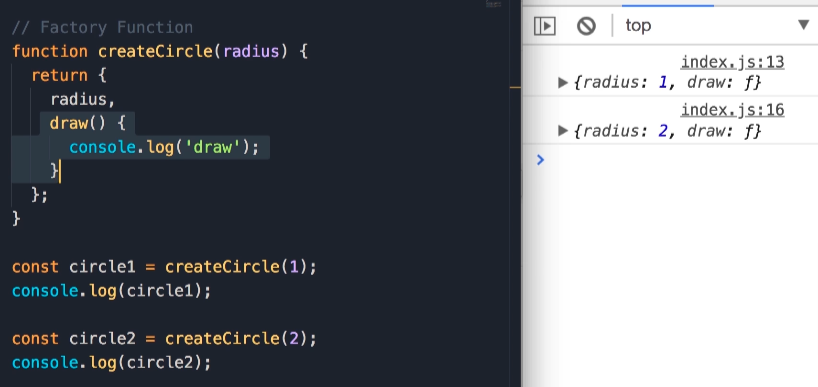 // Factory Function
function createCircle(radius) {
  return {
    radius,
    draw() {
      console.log('draw');
    }
  };
}

const circle1 = createCircle(1);
console.log(circle1);

const circle2 = createCircle(2);
console.log(circle2);
top
index.js:13
{radius: 1, draw: ƒ}
index.js:16
{radius: 2, draw: ƒ}